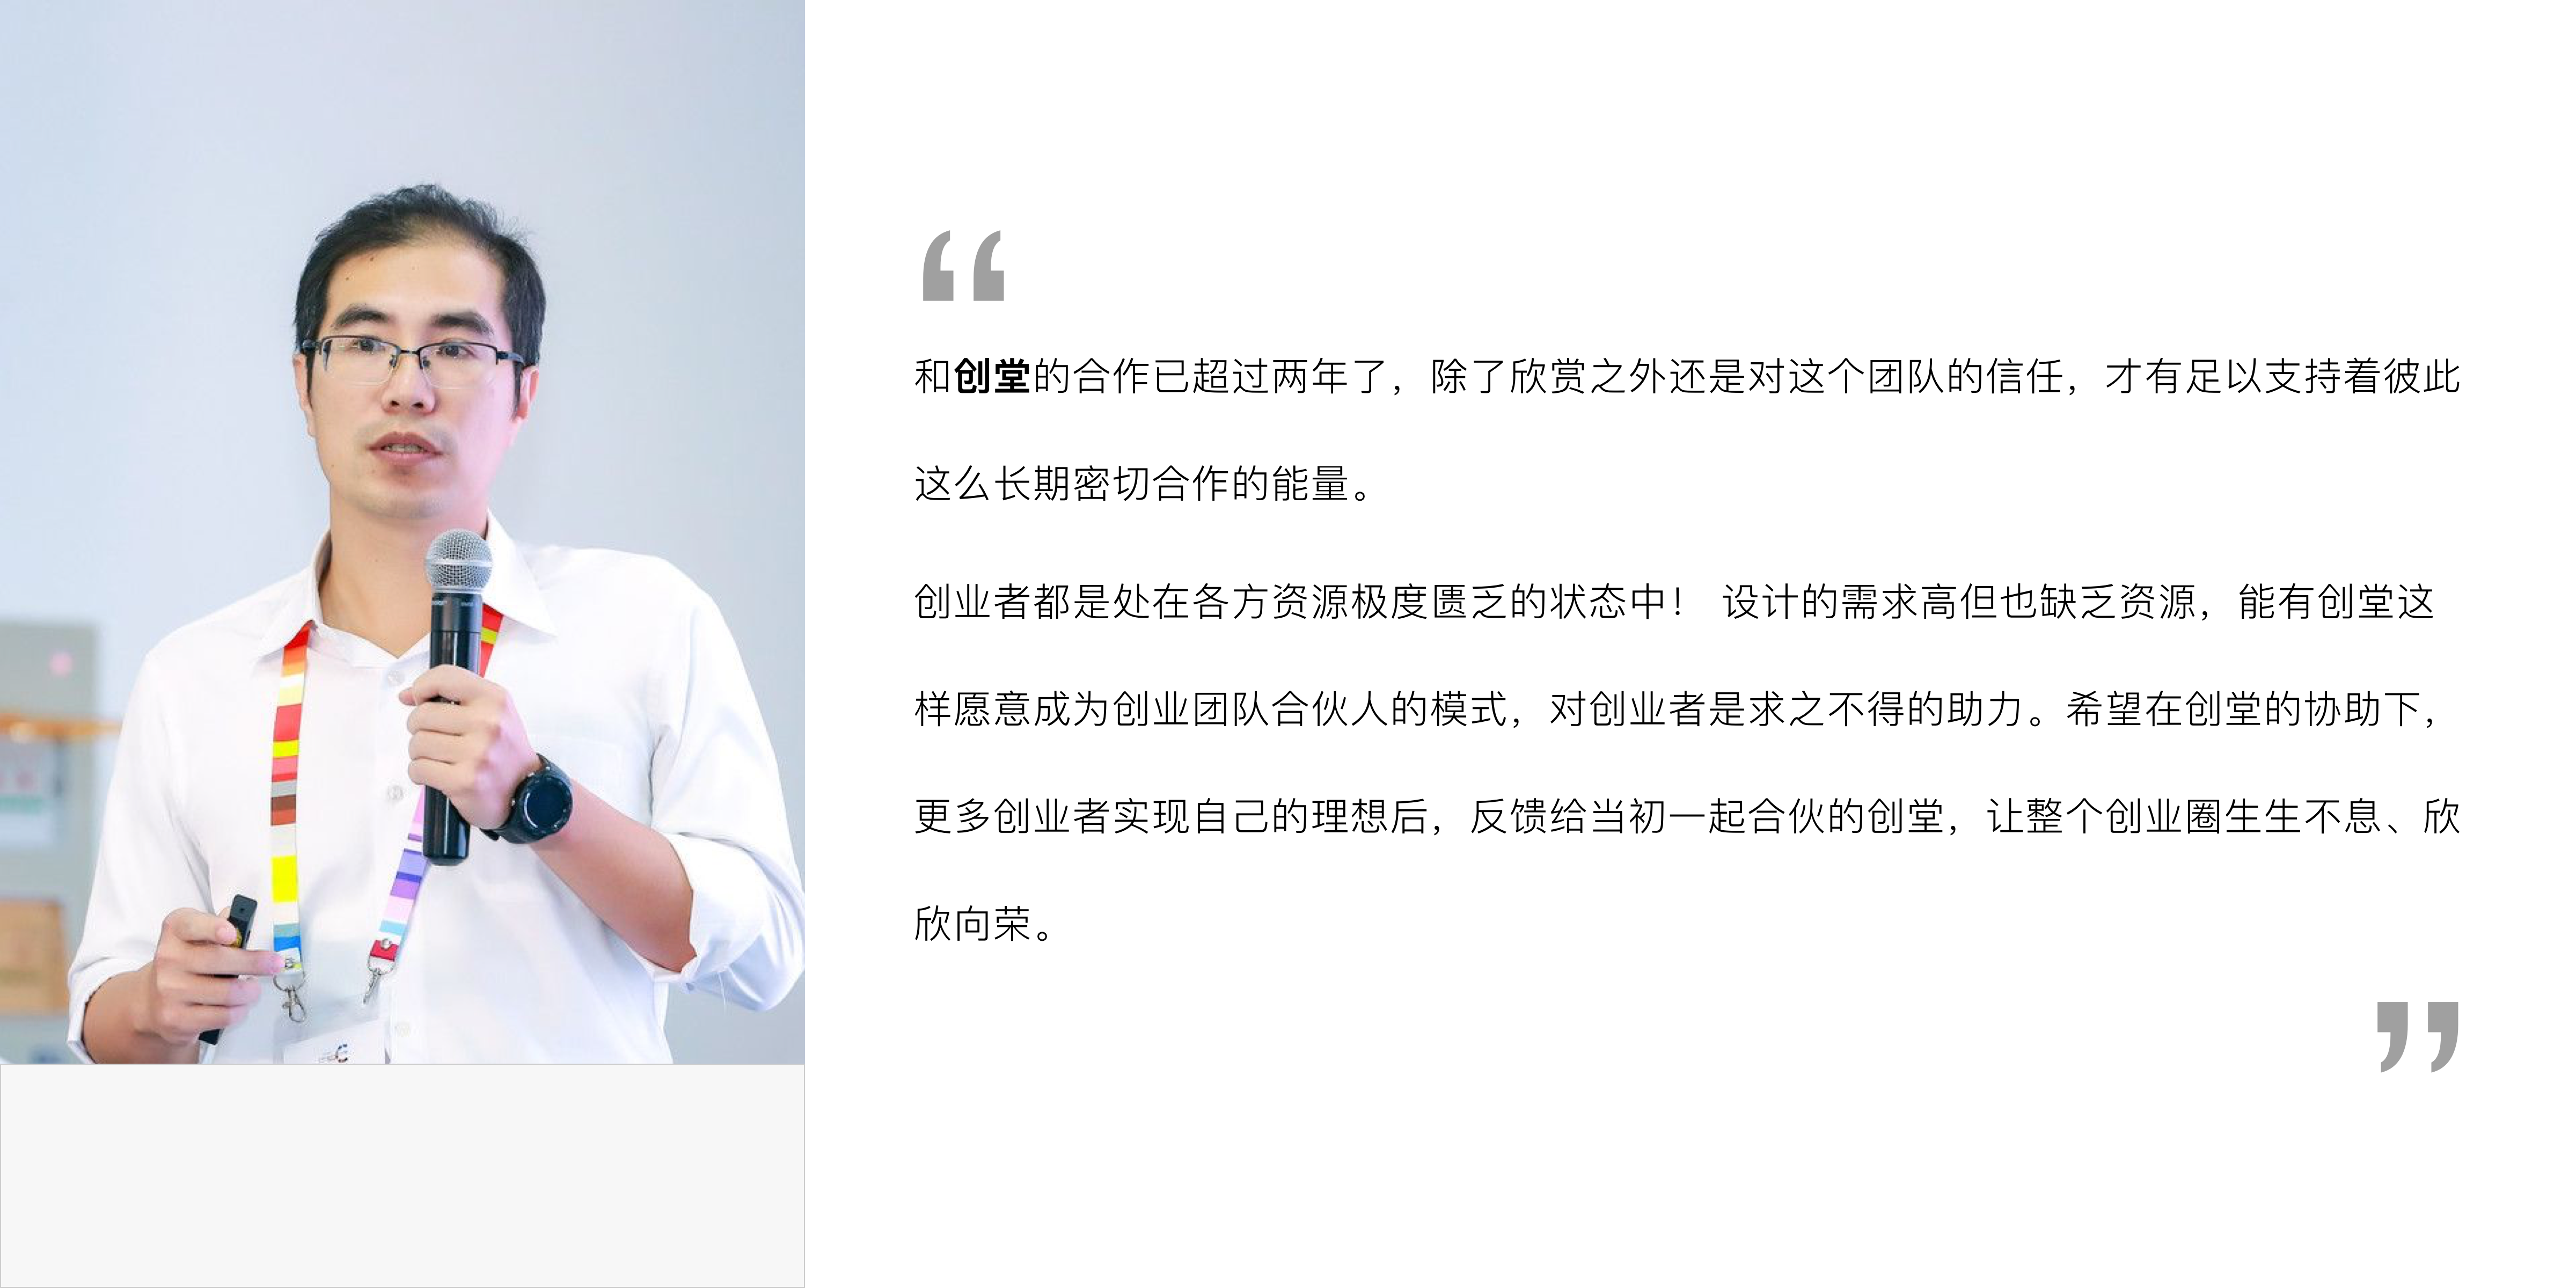 “
和创堂的合作已超过两年了，除了欣赏之外还是对这个团队的信任，才有足以支持着彼此
这么长期密切合作的能量。
创业者都是处在各方资源极度匮乏的状态中！ 设计的需求高但也缺乏资源，能有创堂这
样愿意成为创业团队合伙人的模式，对创业者是求之不得的助力。希望在创堂的协助下，
更多创业者实现自己的理想后，反馈给当初一起合伙的创堂，让整个创业圈生生不息、欣
欣向荣。
”